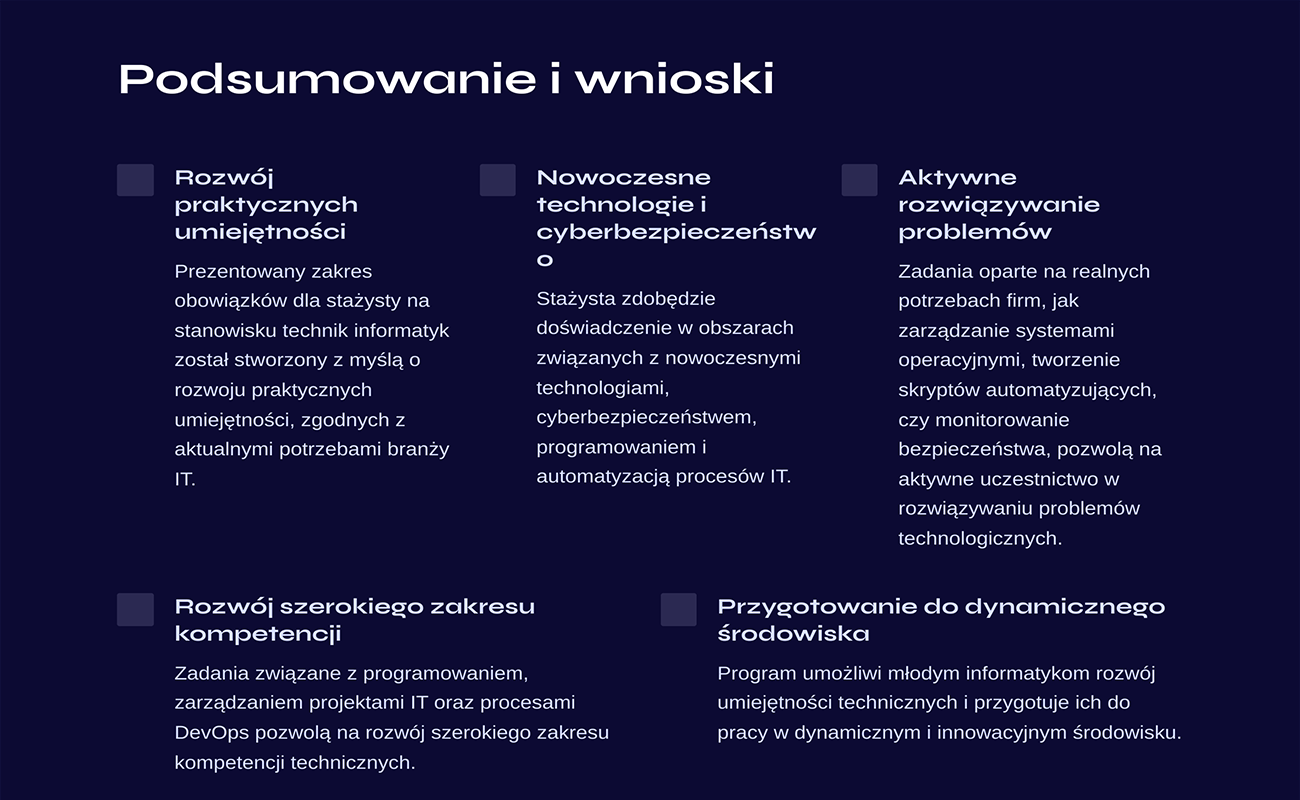 Podsumowanie i wnioski
Rozwój
praktycznych
umiejętności
Prezentowany zakres
obowiązków dla stażysty na
stanowisku technik informatyk
został stworzony z myślą o
rozwoju praktycznych
umiejętności, zgodnych z
aktualnymi potrzebami branży
IT.
Nowoczesne
technologie i
cyberbezpieczeństw
o
Stażysta zdobędzie
doświadczenie w obszarach
związanych z nowoczesnymi
technologiami,
cyberbezpieczeństwem,
programowaniem i
automatyzacją procesów IT.
Aktywne
rozwiązywanie
problemów
Zadania oparte na realnych
potrzebach firm, jak
zarządzanie systemami
operacyjnymi, tworzenie
skryptów automatyzujących,
czy monitorowanie
bezpieczeństwa, pozwolą na
aktywne uczestnictwo w
rozwiązywaniu problemów
technologicznych.
Rozwój szerokiego zakresu
kompetencji
Zadania związane z programowaniem,
zarządzaniem projektami IT oraz procesami
DevOps pozwolą na rozwój szerokiego zakresu
kompetencji technicznych.
Przygotowanie do dynamicznego
środowiska
Program umożliwi młodym informatykom rozwój
umiejętności technicznych i przygotuje ich do
pracy w dynamicznym i innowacyjnym środowisku.